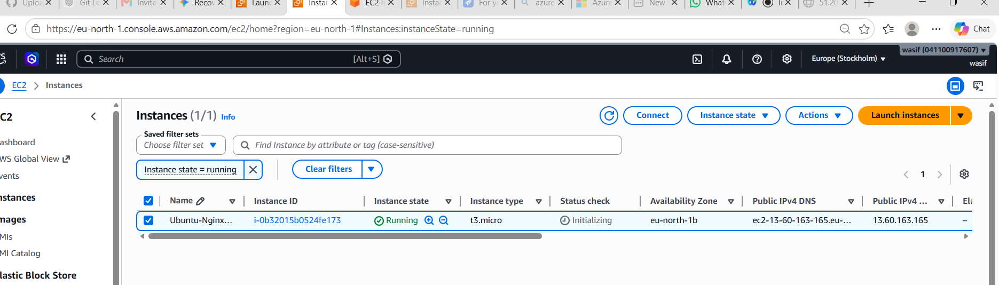 Uploa
Git Lo
Invita
Recov
Laun
Instar
EC2 Ir
Instar
For y
azure
Azure
New
What
Ir
51.20
https://eu-north-1.console.aws.amazon.com/ec2/home?region=eu-north-1#Instances:instanceState=running
Chat
Search
[Alt+S]
Europe (Stockholm)
wasif (041100917607)
wasif
EC2
Instances
C2
ashboard
WS Global View
vents
nstances
mages
MIs
MI Catalog
lastic Block Store
Instances (1/1) Info
Connect
Instance state
Actions
Launch instances
Saved filter sets
Choose filter set
Find Instance by attribute or tag (case-sensitive)
Instance state = running
Clear filters
1
Name Instance ID Instance state Instance type Status check Availability Zone Public IPv4 DNS Public IPv4 ... Ela
Ubuntu-Nginx... i-0b32015b0524fe173 Running t3.micro Initializing eu-north-1b ec2-13-60-163-165.eu-... 13.60.163.165 –